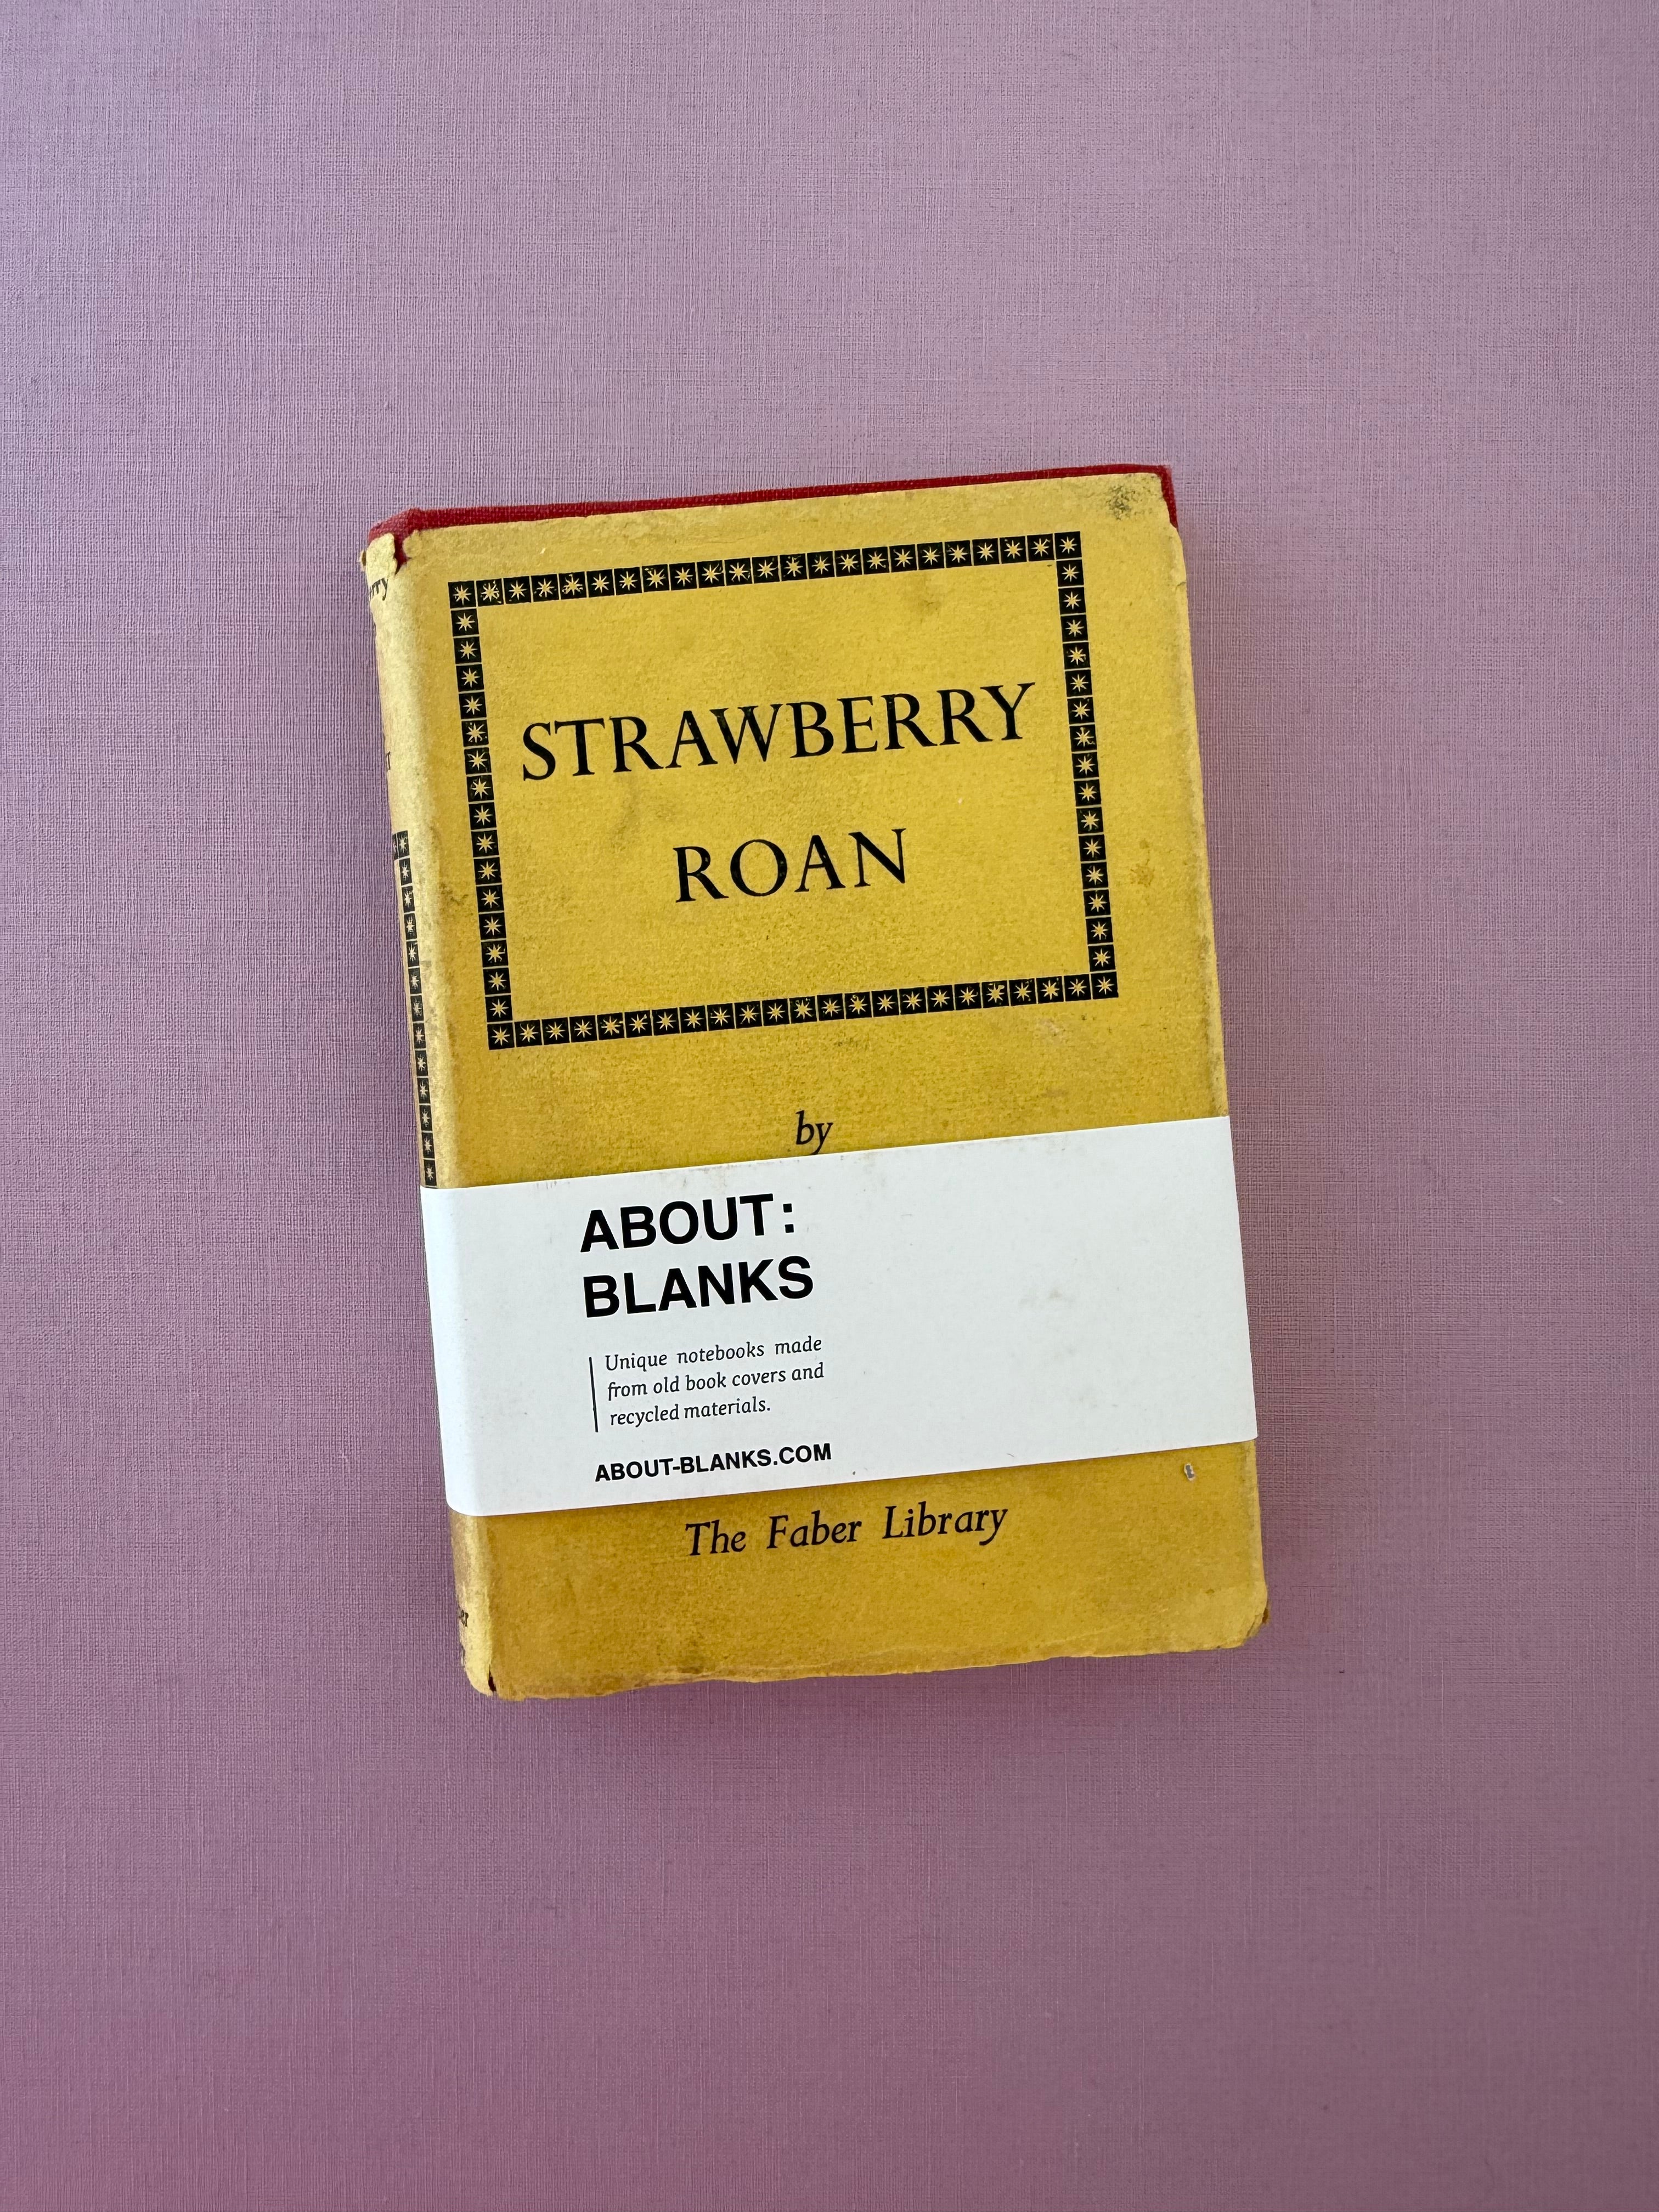 STRAWBERRY
ROAN
by
ABOUT:
BLANKS
Unique notebooks made
from old book covers and
recycled materials.
ABOUT-BLANKS.COM
The Faber Library